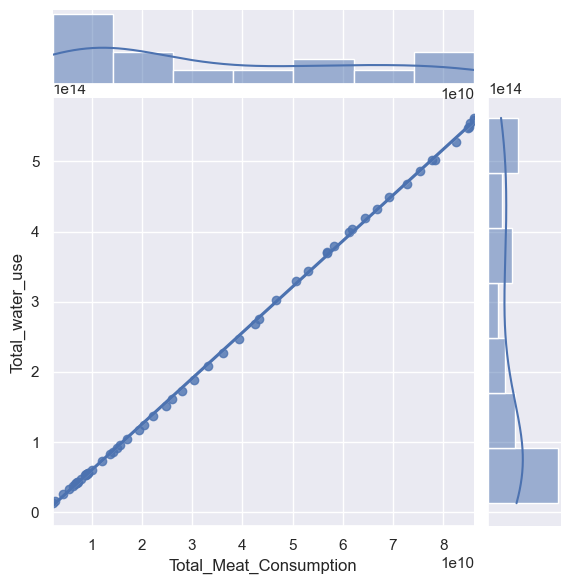 1e14
1e10
1e14
5
4
3
2
1
0
Total_water_use
1 2 3 4 5 6 7 8
Total_Meat_Consumption
1e10